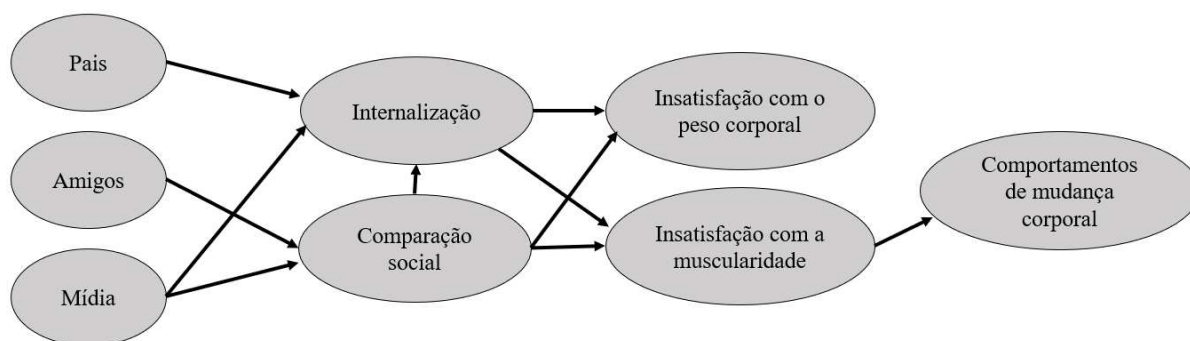 Pais
Amigos
Mídia
Internalização
Comparação
social
Insatisfação com o
peso corporal
Insatisfação com a
muscularidade
Comportamentos
de mudança
corporal